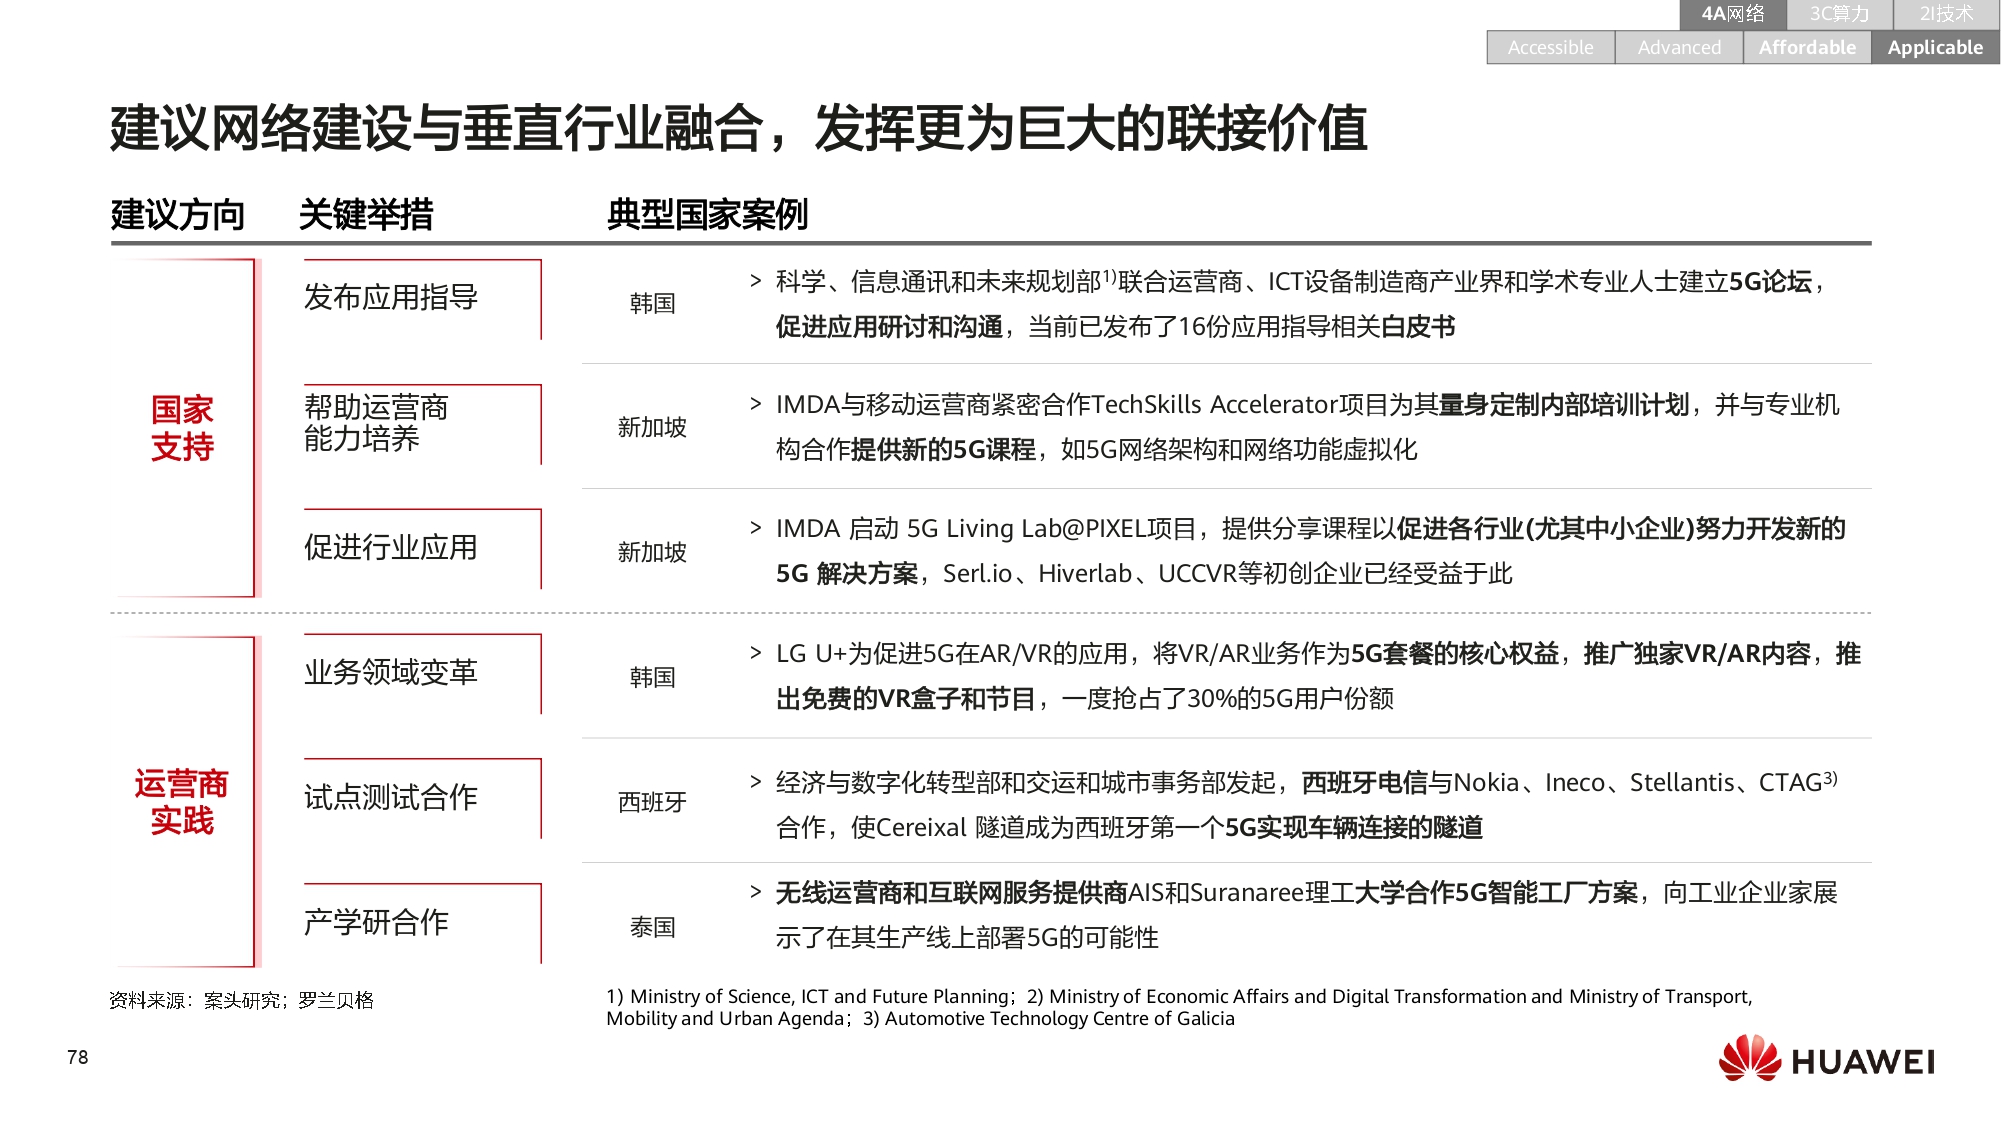 4A网络 3C算力 2I技术
Accessible Advanced Affordable Applicable
建议网络建设与垂直行业融合，发挥更为巨大的联接价值
建议方向 关键举措 典型国家案例
国家
支持
发布应用指导
韩国
> 科学、信息通讯和未来规划部1)联合运营商、ICT设备制造商产业界和学术专业人士建立5G论坛，
促进应用研讨和沟通，当前已发布了16份应用指导相关白皮书
帮助运营商
能力培养
新加坡
> IMDA与移动运营商紧密合作TechSkills Accelerator项目为其量身定制内部培训计划，并与专业机
构合作提供新的5G课程，如5G网络架构和网络功能虚拟化
促进行业应用
新加坡
> IMDA 启动 5G Living Lab@PIXEL项目，提供分享课程以促进各行业(尤其中小企业)努力开发新的
5G 解决方案，Serl.io、Hiverlab、UCCVR等初创企业已经受益于此
运营商
实践
业务领域变革
韩国
> LG U+为促进5G在AR/VR的应用，将VR/AR业务作为5G套餐的核心权益，推广独家VR/AR内容，推
出免费的VR盒子和节目，一度抢占了30%的5G用户份额
试点测试合作
西班牙
> 经济与数字化转型部和交运和城市事务部发起，西班牙电信与Nokia、Ineco、Stellantis、CTAG3)
合作，使Cereixal 隧道成为西班牙第一个5G实现车辆连接的隧道
产学研合作
泰国
> 无线运营商和互联网服务提供商AIS和Suranaree理工大学合作5G智能工厂方案，向工业企业家展
示了在其生产线上部署5G的可能性
资料来源：案头研究；罗兰贝格
1) Ministry of Science, ICT and Future Planning；2) Ministry of Economic Affairs and Digital Transformation and Ministry of Transport,
Mobility and Urban Agenda；3) Automotive Technology Centre of Galicia
78
HUAWEI